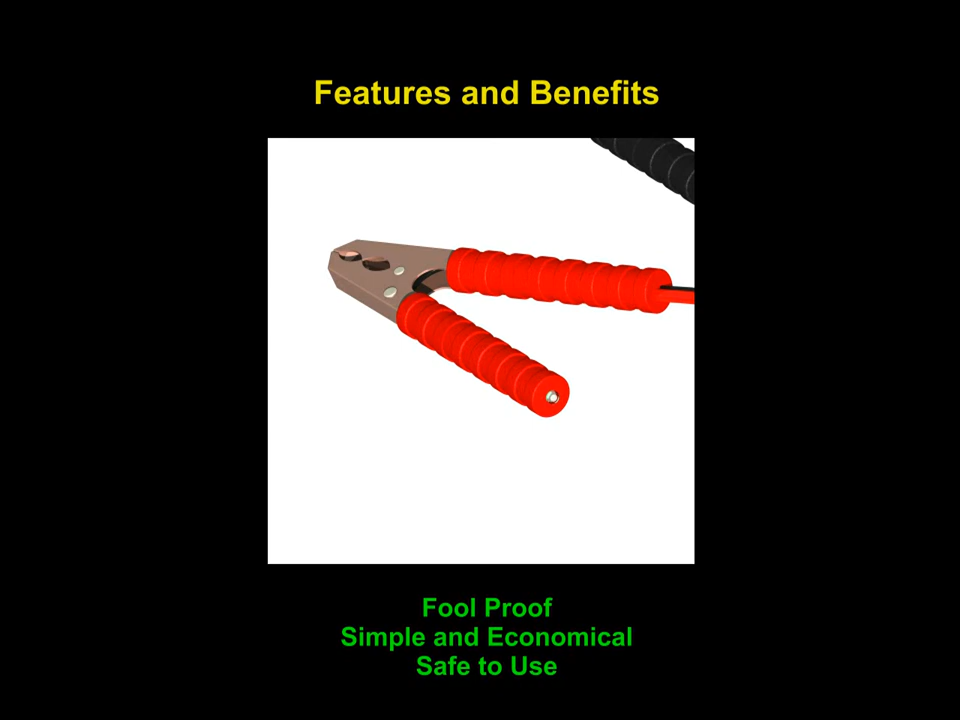 Features and Benefits
Fool Proof
Simple and Economical
Safe to Use